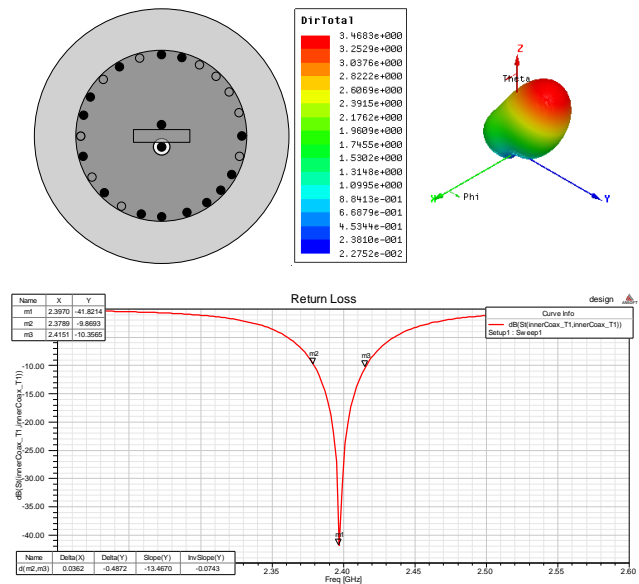 DirTotal
3.4683e+000
3.2529e+000
3.0376e+000
2.8222e+000
2.6069e+000
2.3915e+000
2.1762e+000
1.9609e+000
1.7455e+000
1.5302e+000
1.3148e+000
1.0995e+000
8.8413e-001
6.6879e-001
4.5344e-001
2.3810e-001
2.2752e-002
Z
Theta
Phi
Y
Return Loss
design
ANSOFT
Name X Y
m1 2.3970 -41.8214
m2 2.3789 -9.8693
m3 2.4151 -10.3565
Curve Info
dB(St(innerCoax_T1,innerCoax_T1))
Setup1 : Sweep1
m2
m3
m1
dB(St(innerCoax_T1,innerCoax_T1))
-10.00
-15.00
-20.00
-25.00
-30.00
-35.00
-40.00
2.35
2.40
2.45
2.50
2.55
2.60
Freq [GHz]
Name Delta(X) Delta(Y) Slope(Y) InvSlope(Y)
d(m2,m3) 0.0362 -0.4872 -13.4670 -0.0743